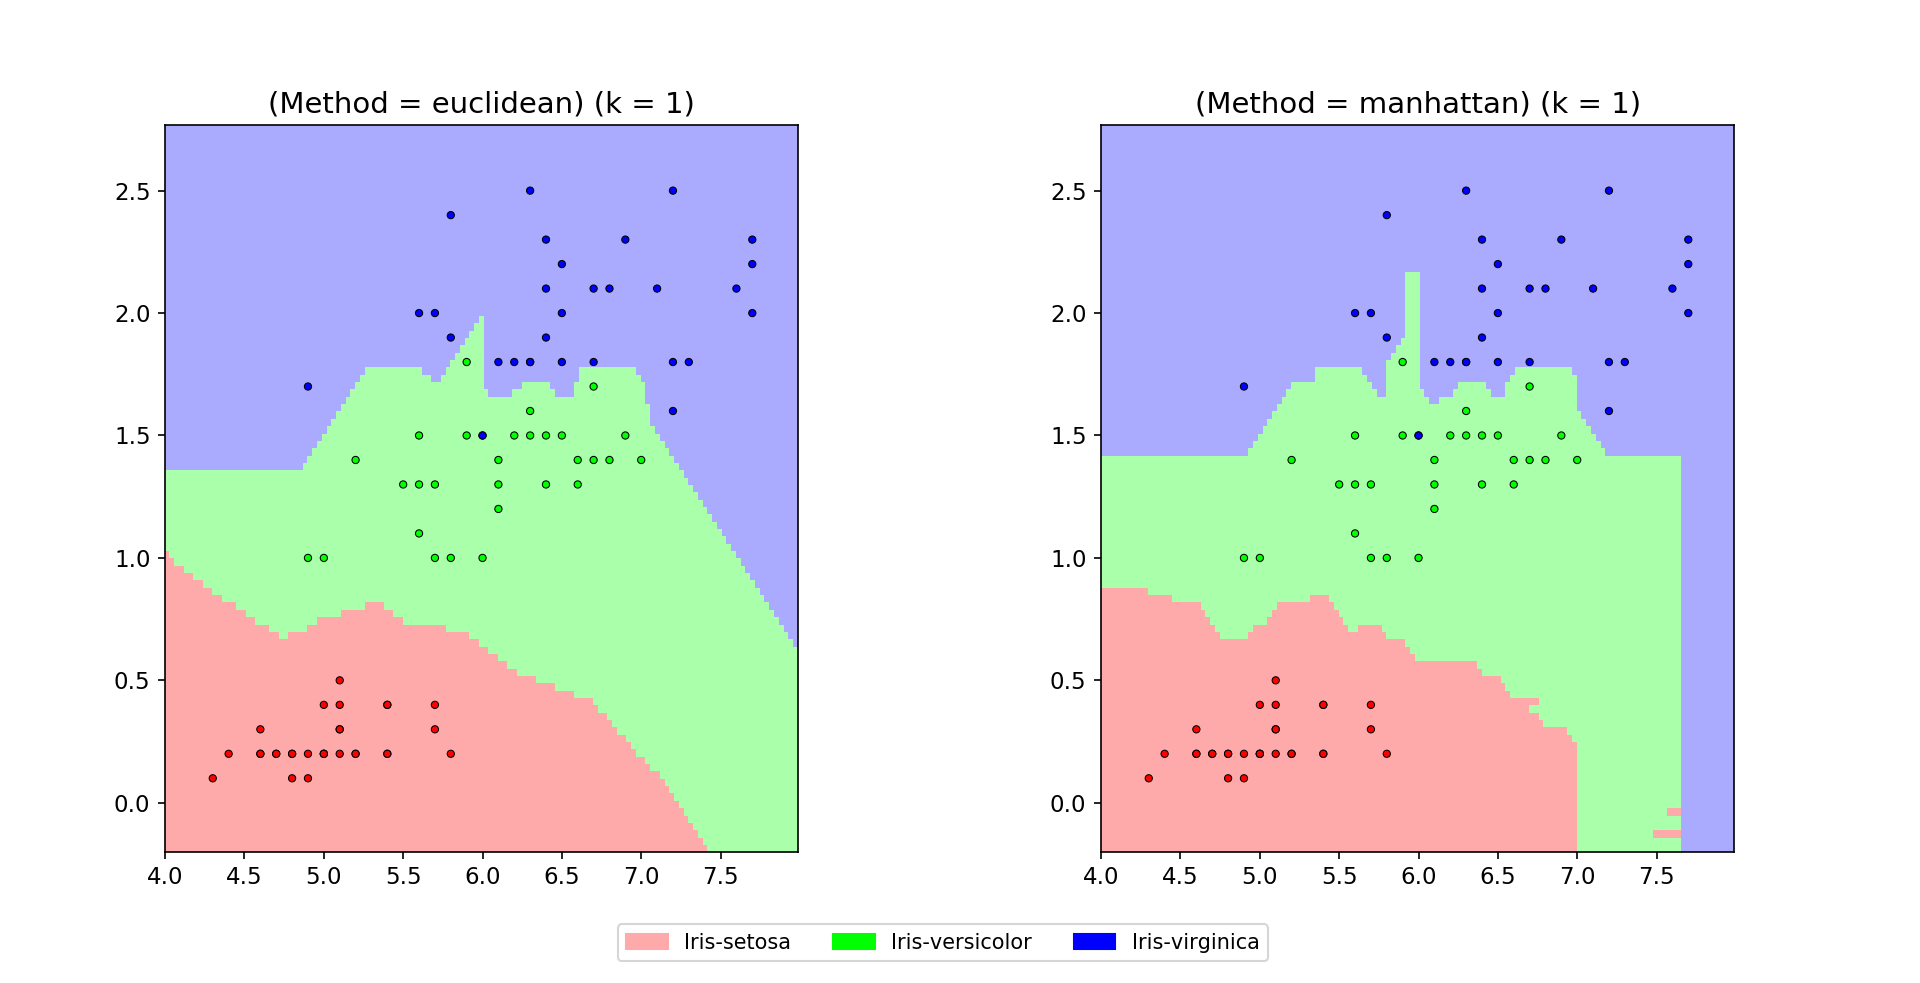 (Method = euclidean) (k = 1)
2.5
2.0
1.5
1.0
0.5
0.0
4.0 4.5 5.0 5.5 6.0 6.5 7.0 7.5
(Method = manhattan) (k = 1)
2.5
2.0
1.5
1.0
0.5
0.0
4.0 4.5 5.0 5.5 6.0 6.5 7.0 7.5
Iris-setosa Iris-versicolor Iris-virginica